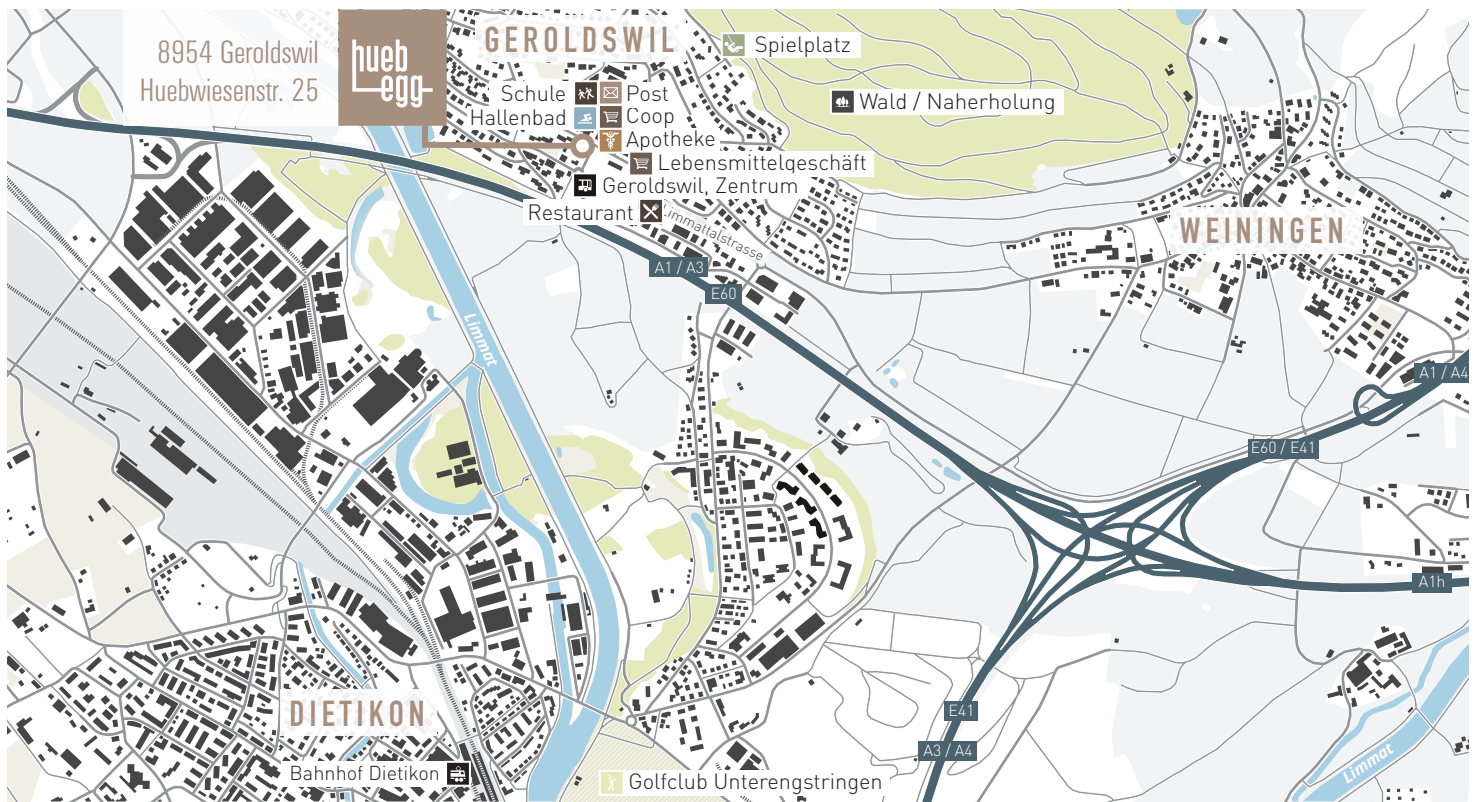 8954 Geroldswil
Huebwiesenstr. 25
hueb
egg
GEROLDSWIL
Spielplatz
Wald / Naherholung
Schule
Post
Hallenbad
Coop
Apotheke
Lebensmittelgeschäft
Geroldswil, Zentrum
Restaurant
Limmattalstrasse
WEININGEN
A1 / A3
E60
Limmat
A1 / A4
E60 / E41
A1h
DIETIKON
E41
A3 / A4
Limmat
Bahnhof Dietikon
Golfclub Unterengstringen